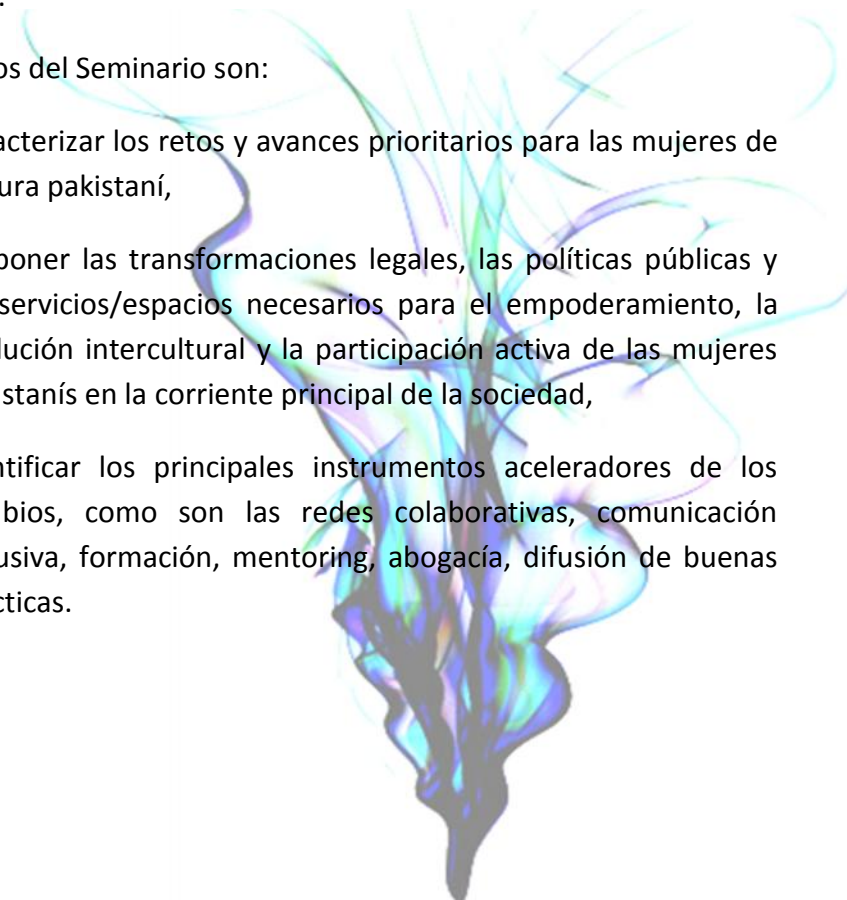 .
os del Seminario son:
acterizar los retos y avances prioritarios para las mujeres de
ura pakistaní,
poner las transformaciones legales, las políticas públicas y
servicios/espacios necesarios para el empoderamiento, la
lución intercultural y la participación activa de las mujeres
istanís en la corriente principal de la sociedad,
ntificar los principales instrumentos aceleradores de los
bios, como son las redes colaborativas, comunicación
usiva, formación, mentoring, abogacía, difusión de buenas
cticas.